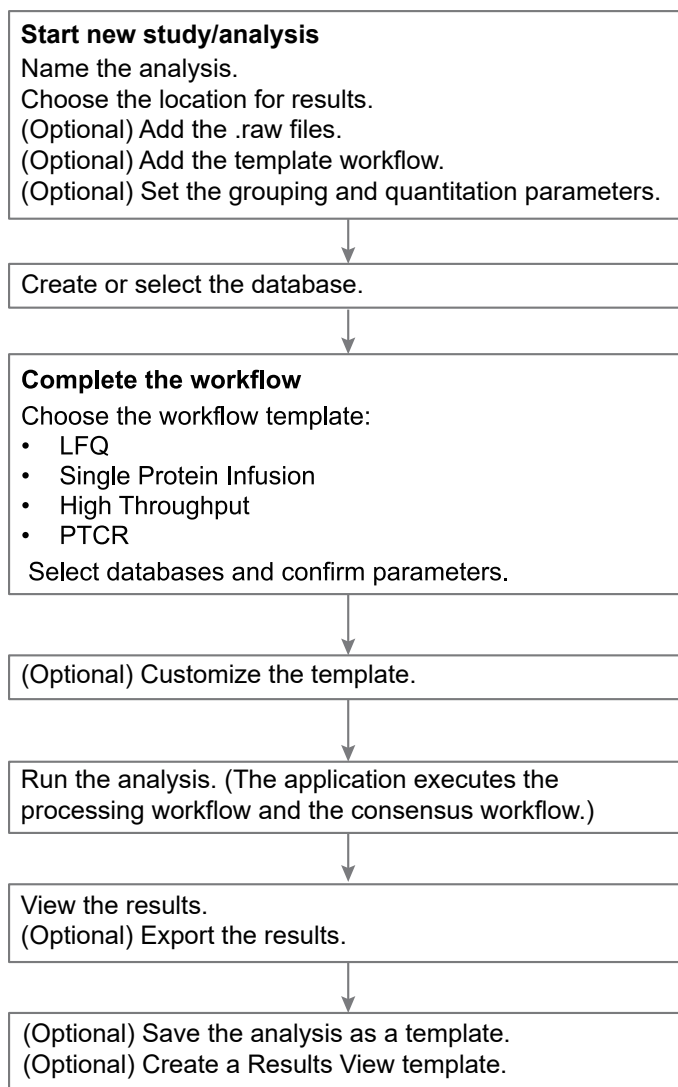 Start new study/analysis
Name the analysis.
Choose the location for results.
(Optional) Add the .raw files.
(Optional) Add the template workflow.
(Optional) Set the grouping and quantitation parameters.
Create or select the database.
Complete the workflow
Choose the workflow template:
• LFQ
• Single Protein Infusion
• High Throughput
• PTCR
Select databases and confirm parameters.
(Optional) Customize the template.
Run the analysis. (The application executes the
processing workflow and the consensus workflow.)
View the results.
(Optional) Export the results.
(Optional) Save the analysis as a template.
(Optional) Create a Results View template.